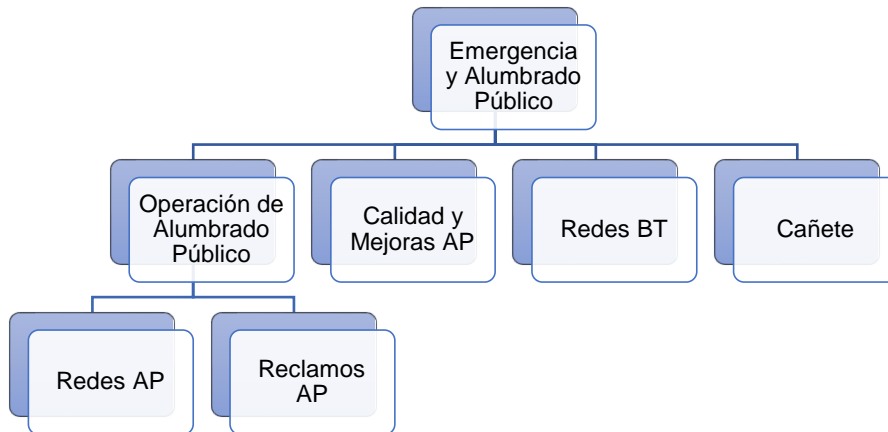 Emergencia
y Alumbrado
Público
Operación de
Alumbrado
Público
Calidad y
Mejoras AP
Redes BT
Cañete
Redes AP
Reclamos
AP